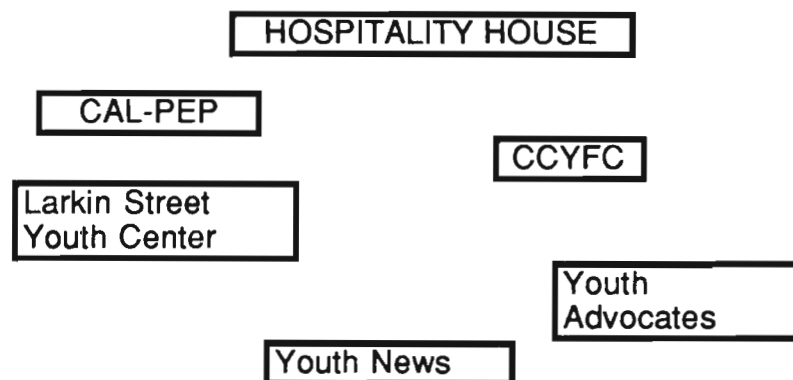 HOSPITALITY HOUSE
CAL-PEP
CCYFC
Larkin Street
Youth Center
Youth
Advocates
Youth News